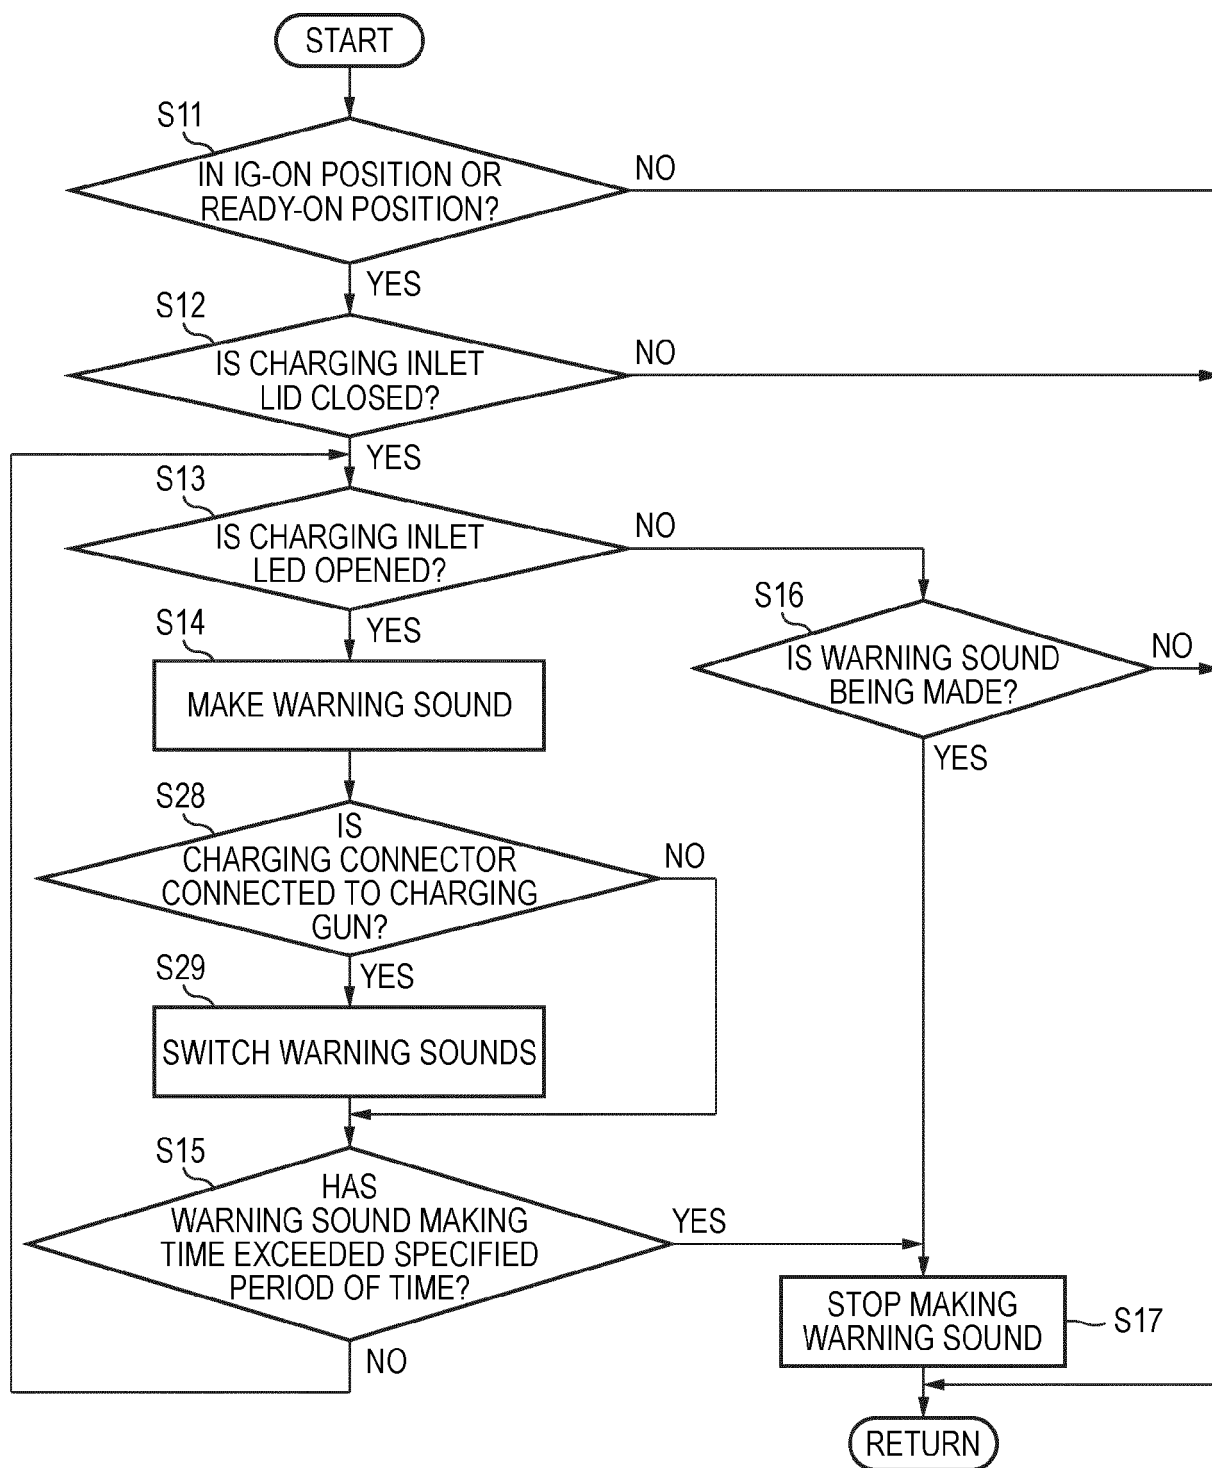 START
S11
IN IG-ON POSITION OR
READY-ON POSITION?
NO
YES
S12
IS CHARGING INLET
LID CLOSED?
NO
YES
S13
IS CHARGING INLET
LED OPENED?
NO
YES
S14
MAKE WARNING SOUND
S16
IS WARNING SOUND
BEING MADE?
NO
YES
S28
IS
CHARGING CONNECTOR
CONNECTED TO CHARGING
GUN?
NO
YES
S29
SWITCH WARNING SOUNDS
S15
HAS
WARNING SOUND MAKING
TIME EXCEEDED SPECIFIED
PERIOD OF TIME?
YES
NO
STOP MAKING
WARNING SOUND
S17
RETURN